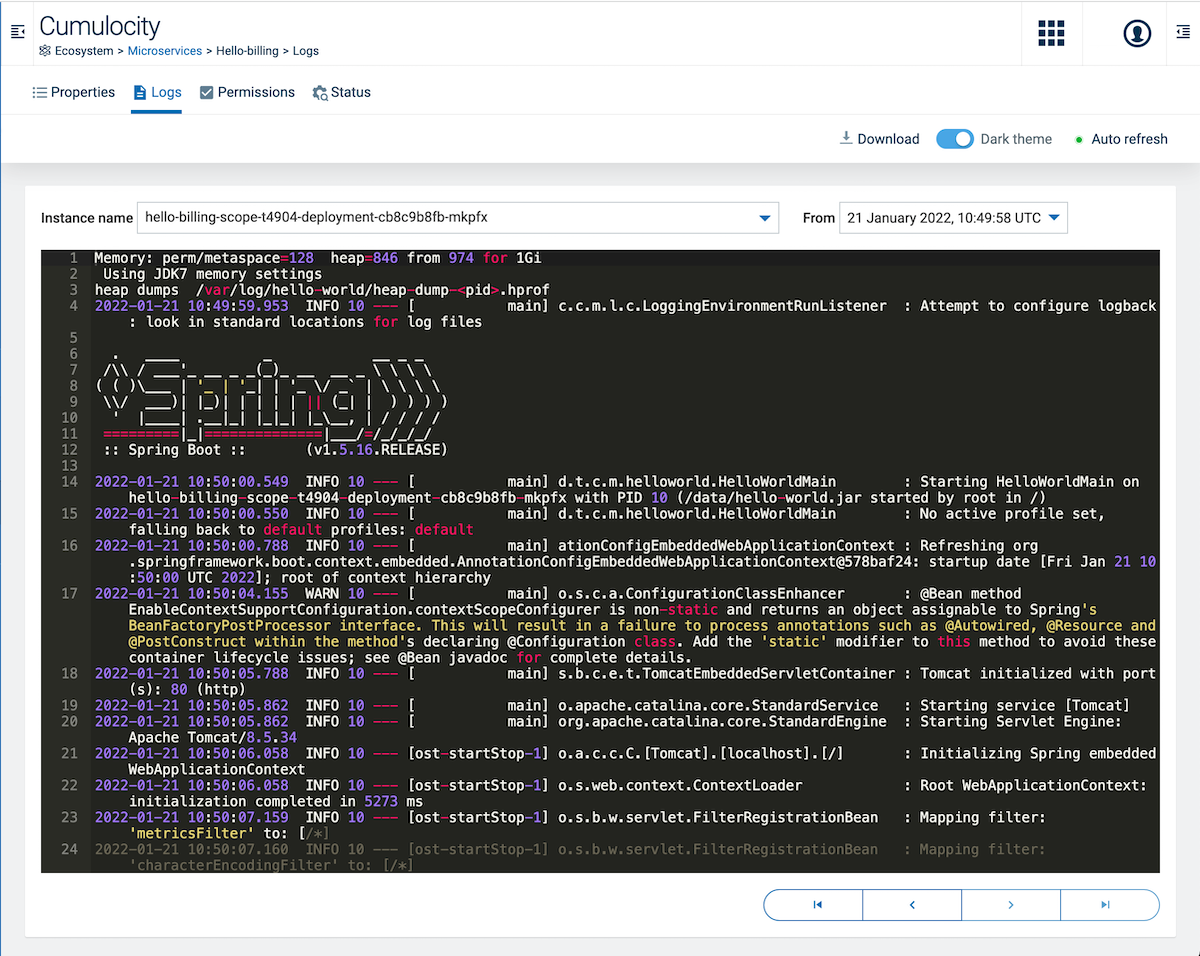 Cumulocity
Ecosystem > Microservices > Hello-billing > Logs
Properties Logs Permissions Status
Download Dark theme Auto refresh
Instance name hello-billing-scope-t4904-deployment-cb8c9b8fb-mkpfx From 21 January 2022, 10:49:58 UTC
1 Memory: perm/metaspace=128  heap=846 from 974 for 1Gi
2  Using JDK7 memory settings
3 heap dumps  /var/log/hello-world/heap-dump-<pid>.hprof
4 2022-01-21 10:49:59.953  INFO 10 --- [           main] c.c.m.l.c.LoggingEnvironmentRunListener  : Attempt to configure logback
: look in standard locations for log files
5
6   .   ____          _            __ _ _
7  /\\ / ___'_ __ _ _(_)_ __  __ _ \ \ \ \
8 ( ( )\___ | '_ | '_| | '_ \/ _` | \ \ \ \
9  \\/  ___)| |_)| | | | | || (_| |  ) ) ) )
10   '  |____| .__|_| |_|_| |_\__, | / / / /
11  =========|_|==============|___/=/_/_/_/
12  :: Spring Boot ::       (v1.5.16.RELEASE)
13
14 2022-01-21 10:50:00.549  INFO 10 --- [           main] d.t.c.m.helloworld.HelloWorldMain        : Starting HelloWorldMain on
hello-billing-scope-t4904-deployment-cb8c9b8fb-mkpfx with PID 10 (/data/hello-world.jar started by root in /)
15 2022-01-21 10:50:00.550  INFO 10 --- [           main] d.t.c.m.helloworld.HelloWorldMain        : No active profile set,
falling back to default profiles: default
16 2022-01-21 10:50:00.788  INFO 10 --- [           main] ationConfigEmbeddedWebApplicationContext : Refreshing org
.springframework.boot.context.embedded.AnnotationConfigEmbeddedWebApplicationContext@578baf24: startup date [Fri Jan 21 10
:50:00 UTC 2022]; root of context hierarchy
17 2022-01-21 10:50:04.155  WARN 10 --- [           main] o.s.c.a.ConfigurationClassEnhancer       : @Bean method
EnableContextSupportConfiguration.contextScopeConfigurer is non-static and returns an object assignable to Spring's
BeanFactoryPostProcessor interface. This will result in a failure to process annotations such as @Autowired, @Resource and
@PostConstruct within the method's declaring @Configuration class. Add the 'static' modifier to this method to avoid these
container lifecycle issues; see @Bean javadoc for complete details.
18 2022-01-21 10:50:05.788  INFO 10 --- [           main] s.b.c.e.t.TomcatEmbeddedServletContainer : Tomcat initialized with port
(s): 80 (http)
19 2022-01-21 10:50:05.862  INFO 10 --- [           main] o.apache.catalina.core.StandardService   : Starting service [Tomcat]
20 2022-01-21 10:50:05.862  INFO 10 --- [           main] org.apache.catalina.core.StandardEngine  : Starting Servlet Engine:
Apache Tomcat/8.5.34
21 2022-01-21 10:50:06.058  INFO 10 --- [ost-startStop-1] o.a.c.c.C.[Tomcat].[localhost].[/]       : Initializing Spring embedded
WebApplicationContext
22 2022-01-21 10:50:06.058  INFO 10 --- [ost-startStop-1] o.s.web.context.ContextLoader            : Root WebApplicationContext:
initialization completed in 5273 ms
23 2022-01-21 10:50:07.159  INFO 10 --- [ost-startStop-1] o.s.b.w.servlet.FilterRegistrationBean   : Mapping filter:
'metricsFilter' to: [/*]
24 2022-01-21 10:50:07.160  INFO 10 --- [ost-startStop-1] o.s.b.w.servlet.FilterRegistrationBean   : Mapping filter:
'characterEncodingFilter' to: [/*]